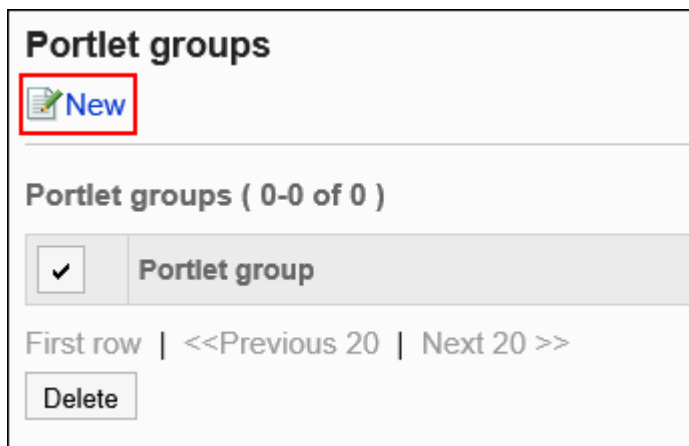 Portlet groups
New
Portlet groups ( 0-0 of 0 )
Portlet group
First row | <<Previous 20 | Next 20 >>
Delete